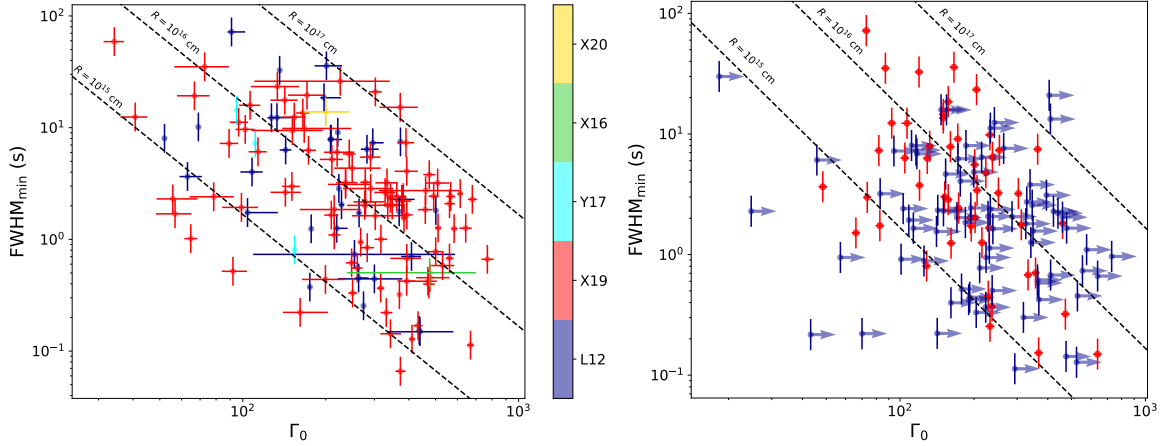 10²
10¹
10⁰
10⁻¹
FWHM_min (s)
R = 10¹⁵ cm
R = 10¹⁶ cm
R = 10¹⁷ cm
10²
10³
Γ₀
X20
X16
Y17
X19
L12
10²
10¹
10⁰
10⁻¹
FWHM_min (s)
R = 10¹⁵ cm
R = 10¹⁶ cm
R = 10¹⁷ cm
10²
10³
Γ₀